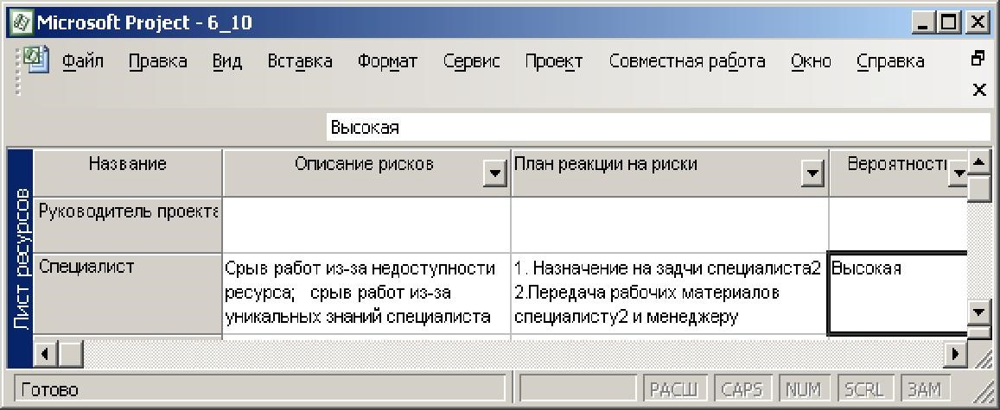 Microsoft Project - 6_10
Файл Правка Вид Вставка Формат Сервис Проект Совместная работа Окно Справка
Высокая
Название Описание рисков План реакции на риски Вероятност
Лист ресурсов
Руководитель проекта
Специалист Срыв работ из-за недоступности 1. Назначение на задчи специалиста2 Высокая
ресурса; срыв работ из-за 2.Передача рабочих материалов
уникальных знаний специалиста специалисту2 и менеджеру
Готово РАСШ CAPS NUM SCRL ЗАМ